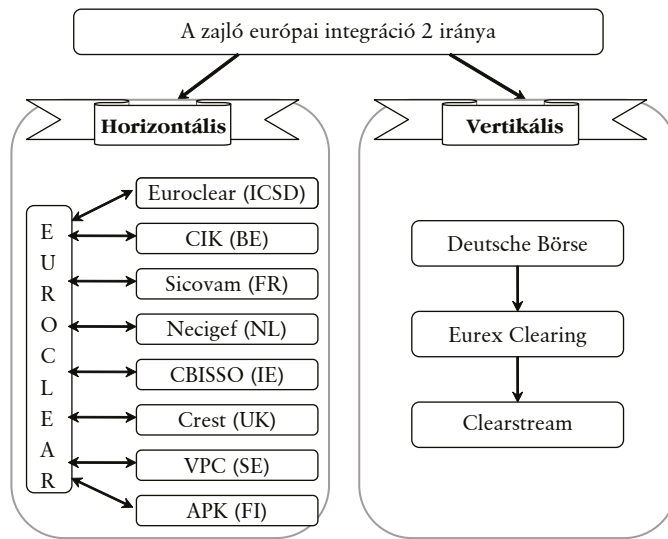 A zajló európai integráció 2 iránya
Horizontális
EUROCLEAR
Euroclear (ICSD)
CIK (BE)
Sicovam (FR)
Necigef (NL)
CBISSO (IE)
Crest (UK)
VPC (SE)
APK (FI)
Vertikális
Deutsche Börse
Eurex Clearing
Clearstream